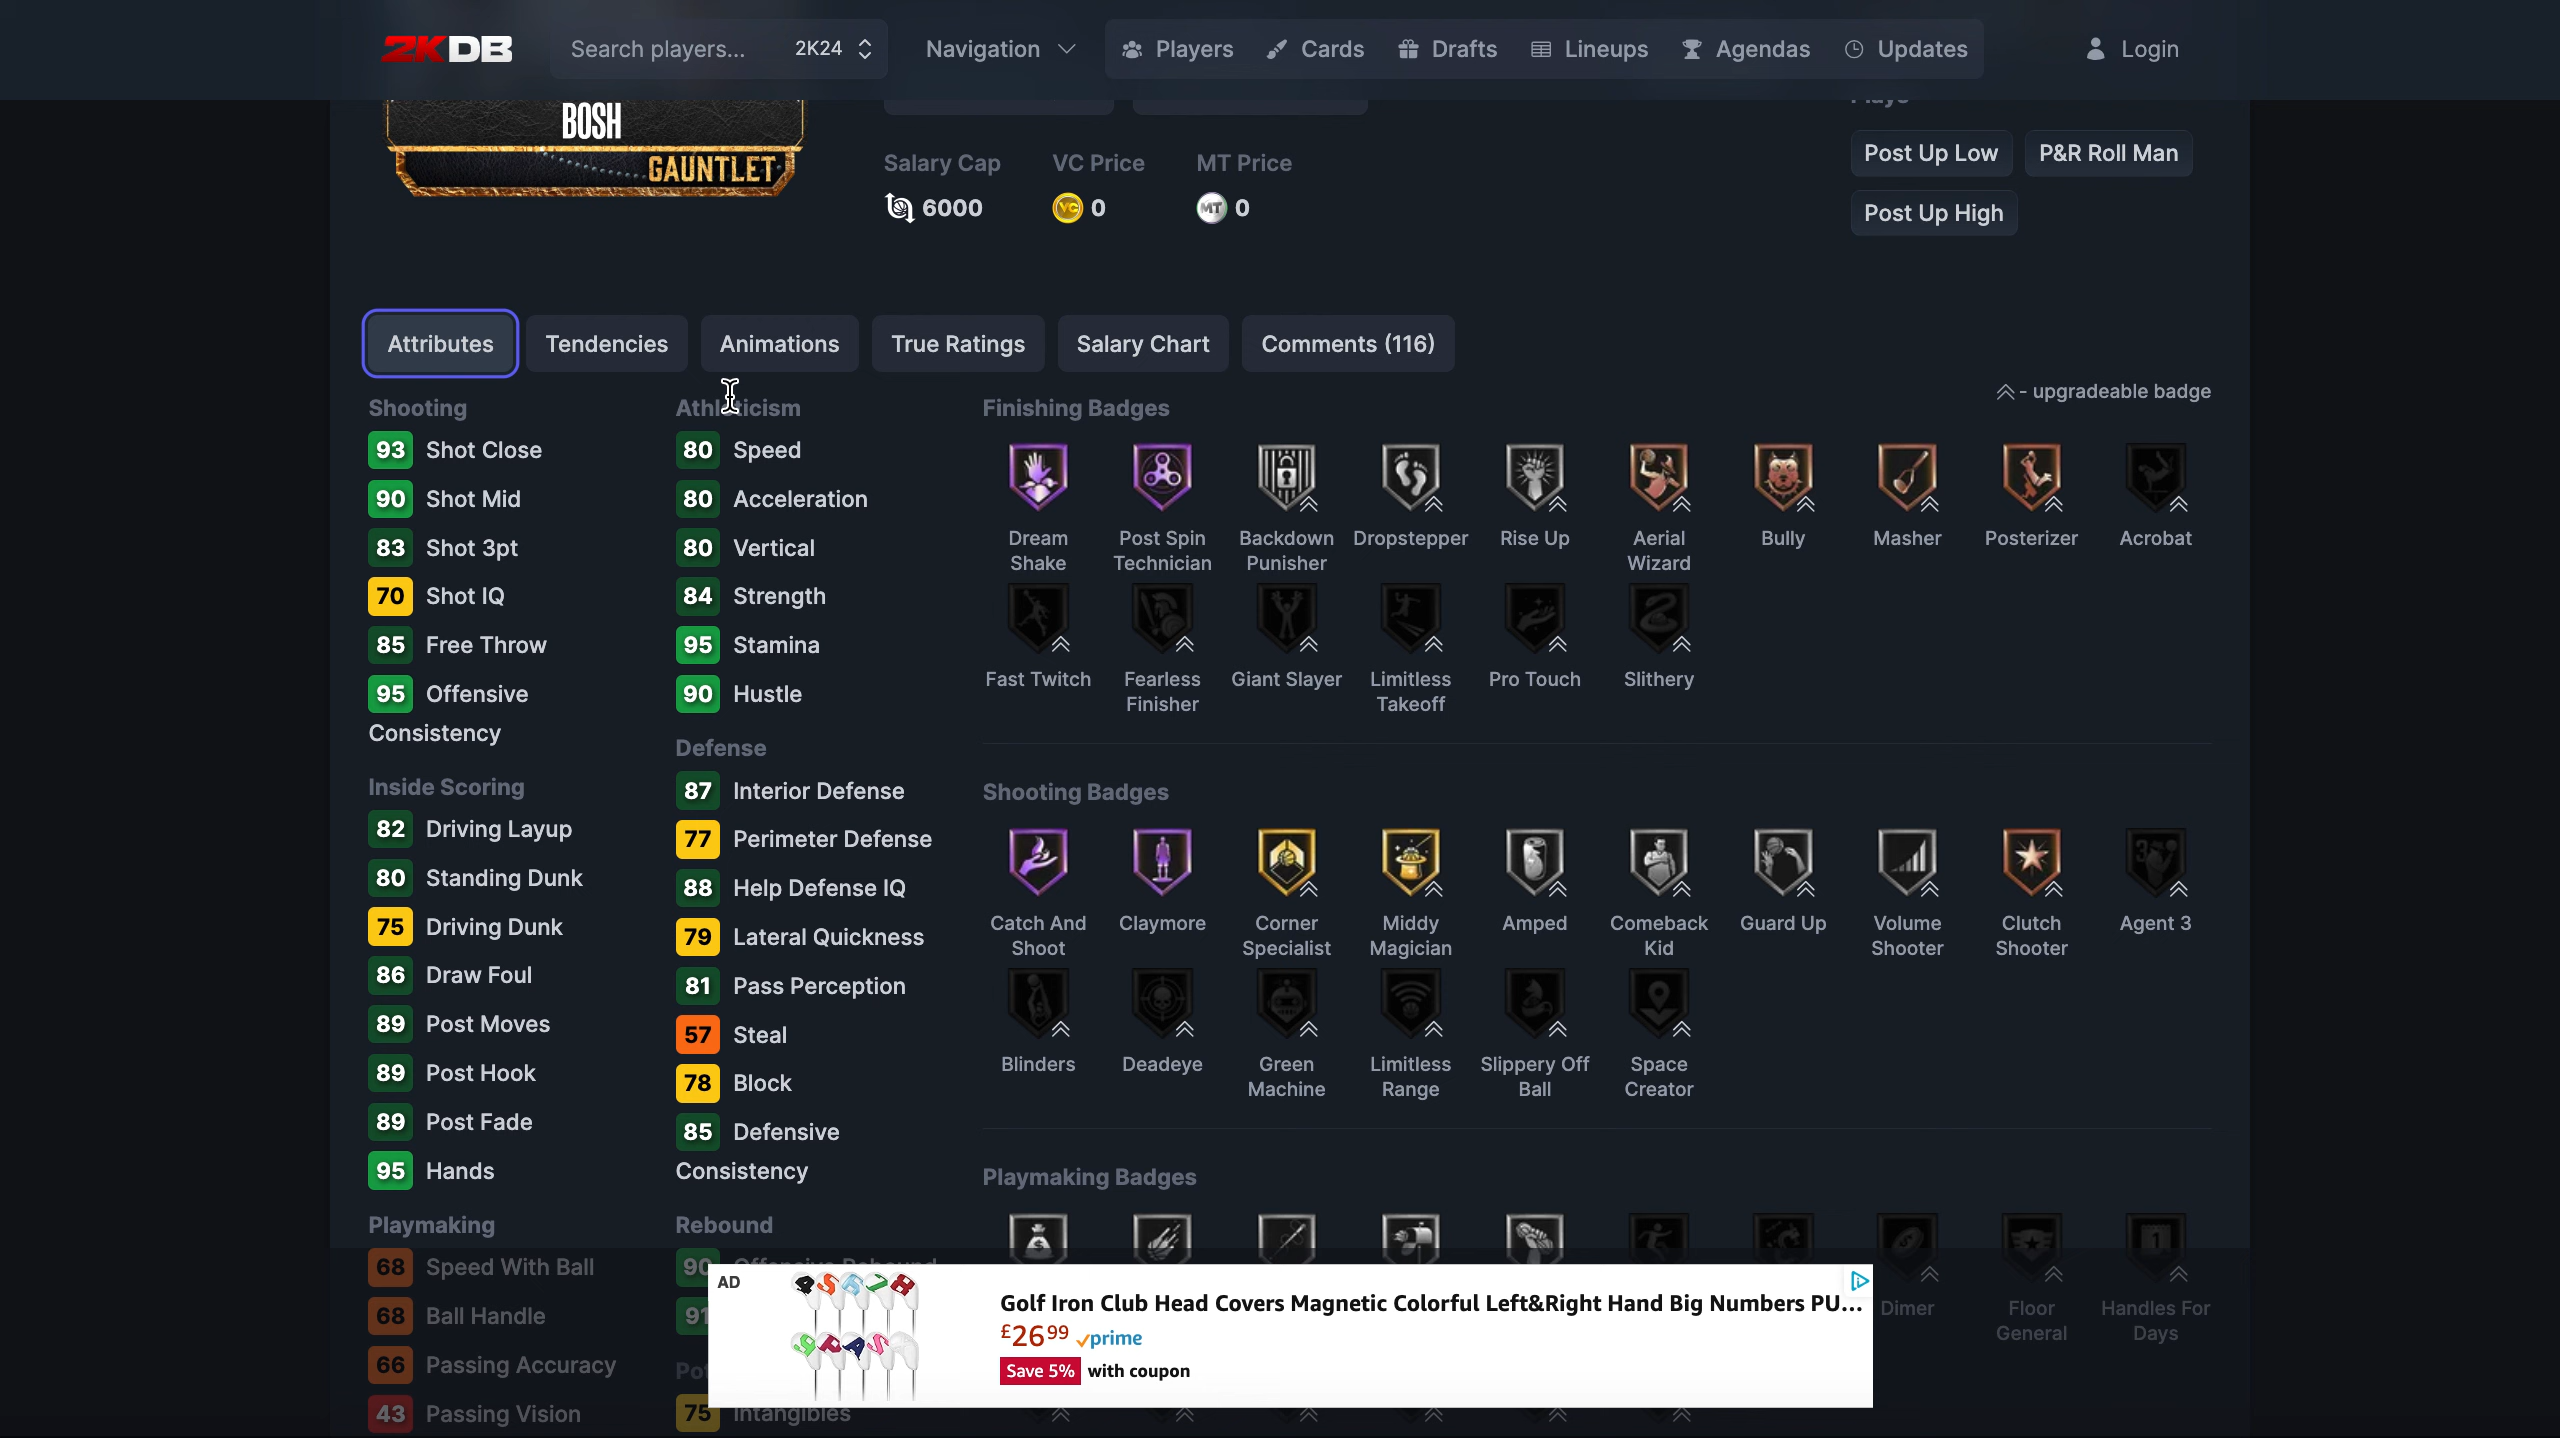 2KDB
Search players...
2K24
Navigation
Players
Cards
Drafts
Lineups
Agendas
Updates
Login
BOSH
GAUNTLET
Salary Cap
VC Price
MT Price
6000
VC
0
MT
0
Plays
Post Up Low
P&R Roll Man
Post Up High
Attributes
Tendencies
Animations
True Ratings
Salary Chart
Comments (116)
- upgradeable badge
Shooting
93 Shot Close
90 Shot Mid
83 Shot 3pt
70 Shot IQ
85 Free Throw
95 Offensive
Consistency
Inside Scoring
82 Driving Layup
80 Standing Dunk
75 Driving Dunk
86 Draw Foul
89 Post Moves
89 Post Hook
89 Post Fade
95 Hands
Playmaking
68 Speed With Ball
68 Ball Handle
66 Passing Accuracy
43 Passing Vision
Athleticism
80 Speed
80 Acceleration
80 Vertical
84 Strength
95 Stamina
90 Hustle
Defense
87 Interior Defense
77 Perimeter Defense
88 Help Defense IQ
79 Lateral Quickness
81 Pass Perception
57 Steal
78 Block
85 Defensive
Consistency
Rebound
90 Offensive Rebound
91
75 Intangibles
Finishing Badges
Dream
Shake
Post Spin
Technician
Backdown
Punisher
Dropstepper
Rise Up
Aerial
Wizard
Bully
Masher
Posterizer
Acrobat
Fast Twitch
Fearless
Finisher
Giant Slayer
Limitless
Takeoff
Pro Touch
Slithery
Shooting Badges
Catch And
Shoot
Claymore
Corner
Specialist
Middy
Magician
Amped
Comeback
Kid
Guard Up
Volume
Shooter
Clutch
Shooter
Agent 3
Blinders
Deadeye
Green
Machine
Limitless
Range
Slippery Off
Ball
Space
Creator
Playmaking Badges
Dimer
Floor
General
Handles For
Days
AD
Golf Iron Club Head Covers Magnetic Colorful Left&Right Hand Big Numbers PU...
£26 99 prime
Save 5% with coupon